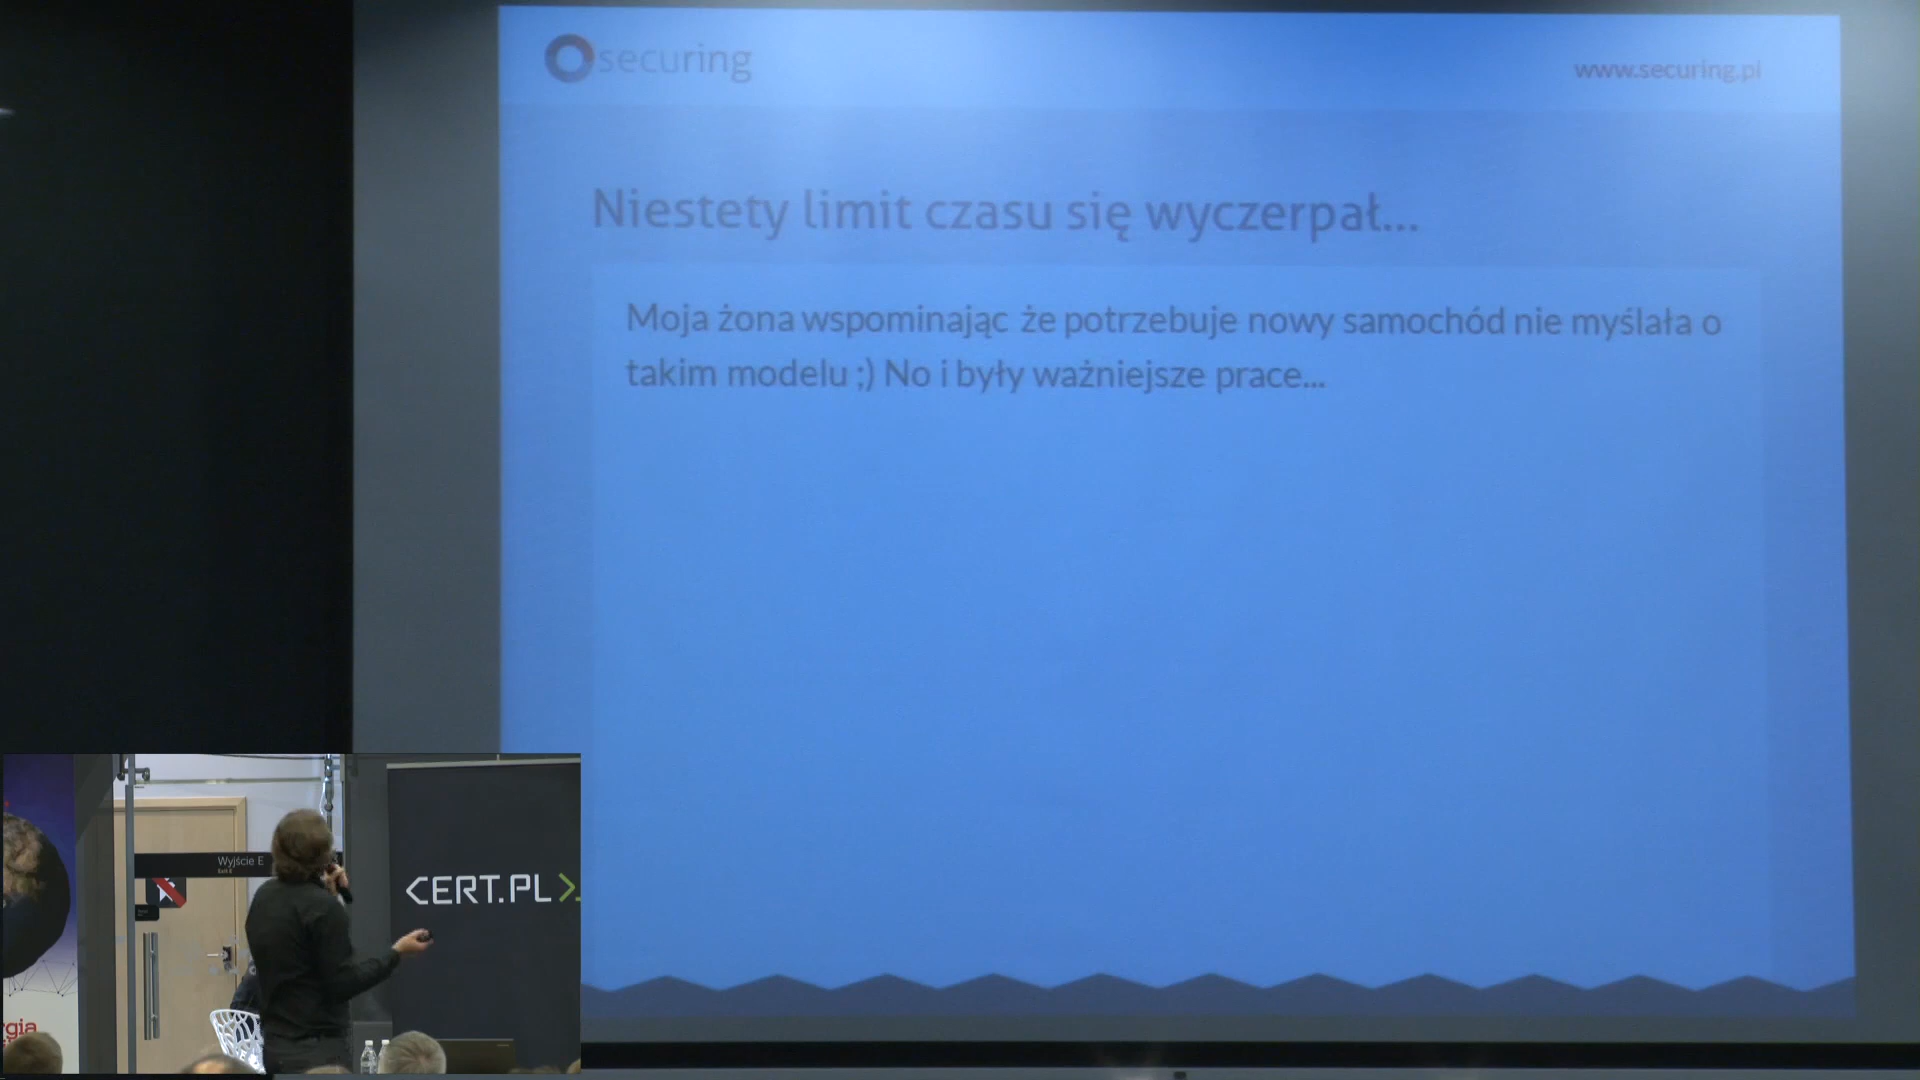 securing
www.securing.pl
Niestety limit czasu się wyczerpał...
Moja żona wspominając że potrzebuje nowy samochód nie myślała o
takim modelu ;) No i były ważniejsze prace...
Wyjście E
CERT.PL>_
rgia